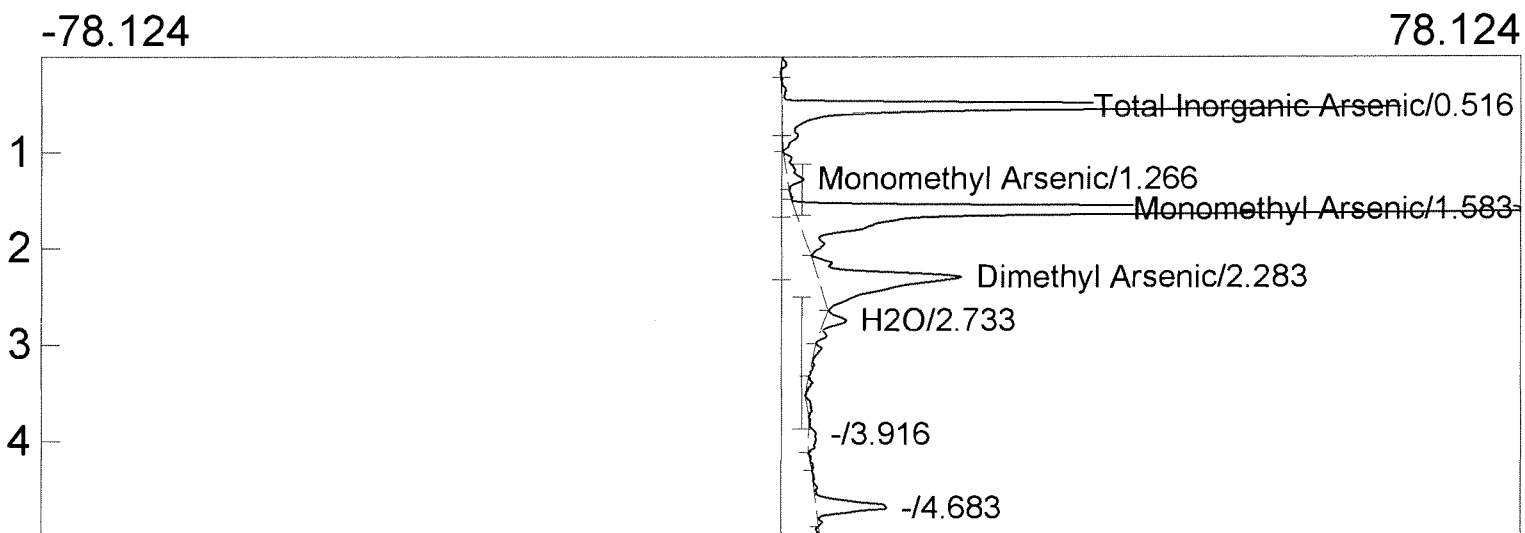 -78.124 78.124
Total Inorganic Arsenic/0.516
1
Monomethyl Arsenic/1.266
Monomethyl Arsenic/1.583
2
Dimethyl Arsenic/2.283
H2O/2.733
3
4
-/3.916
-/4.683